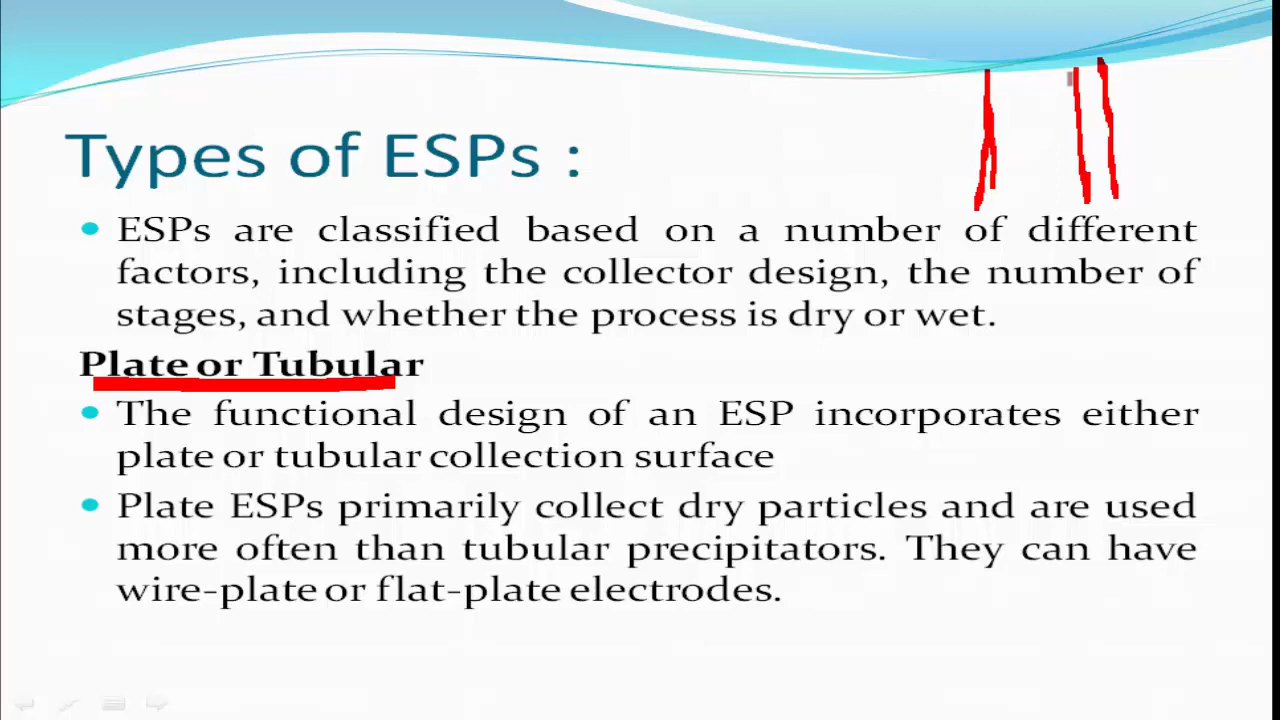 Types of ESPs :
• ESPs are classified based on a number of different
factors, including the collector design, the number of
stages, and whether the process is dry or wet.
Plate or Tubular
• The functional design of an ESP incorporates either
plate or tubular collection surface
• Plate ESPs primarily collect dry particles and are used
more often than tubular precipitators. They can have
wire-plate or flat-plate electrodes.